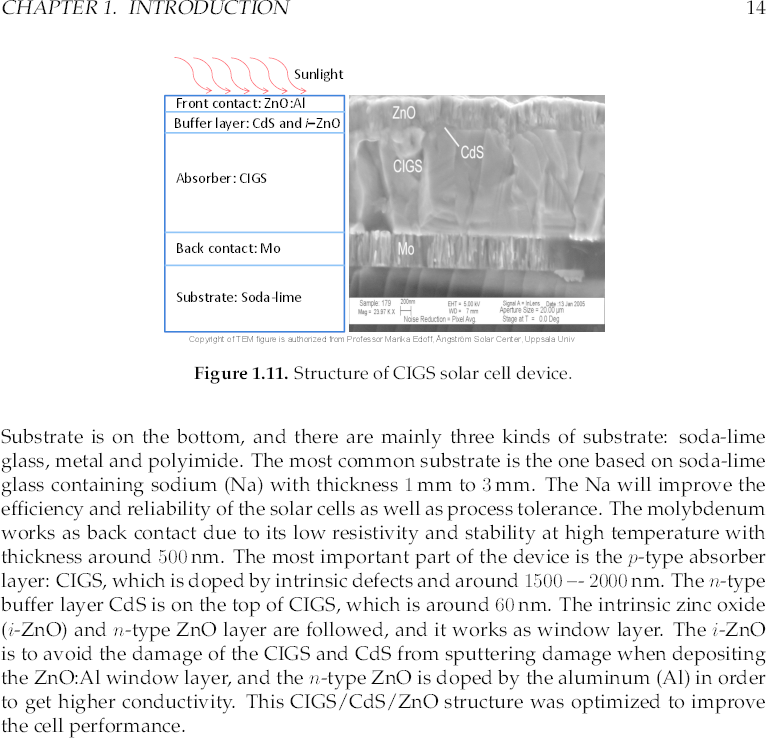 CHAPTER 1. INTRODUCTION 14
Sunlight
Front contact: ZnO:Al
Buffer layer: CdS and i–ZnO
Absorber: CIGS
Back contact: Mo
Substrate: Soda-lime
ZnO
CdS
CIGS
Mo
Sample: 179 200nm EHT = 5.00 kV Signal A = InLens Date :13 Jan 2005
Mag = 23.97 K X WD = 7 mm Aperture Size = 20.00 µm
Noise Reduction = Pixel Avg. Stage at T = 0.0 Deg
Copyright of TEM figure is authorized from Professor Marika Edoff, Ångström Solar Center, Uppsala Univ
Figure 1.11. Structure of CIGS solar cell device.
Substrate is on the bottom, and there are mainly three kinds of substrate: soda-lime
glass, metal and polyimide. The most common substrate is the one based on soda-lime
glass containing sodium (Na) with thickness 1 mm to 3 mm. The Na will improve the
efficiency and reliability of the solar cells as well as process tolerance. The molybdenum
works as back contact due to its low resistivity and stability at high temperature with
thickness around 500 nm. The most important part of the device is the p-type absorber
layer: CIGS, which is doped by intrinsic defects and around 1500 –- 2000 nm. The n-type
buffer layer CdS is on the top of CIGS, which is around 60 nm. The intrinsic zinc oxide
(i-ZnO) and n-type ZnO layer are followed, and it works as window layer. The i-ZnO
is to avoid the damage of the CIGS and CdS from sputtering damage when depositing
the ZnO:Al window layer, and the n-type ZnO is doped by the aluminum (Al) in order
to get higher conductivity. This CIGS/CdS/ZnO structure was optimized to improve
the cell performance.